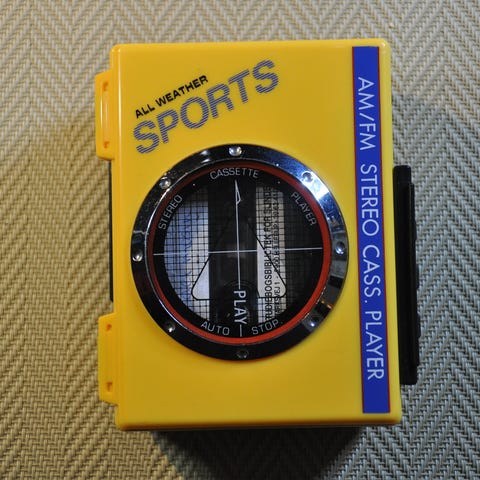 ALL WEATHER
SPORTS
AM/FM STEREO CASS. PLAYER
STEREO CASSETTE PLAYER
PLAY
AUTO STOP